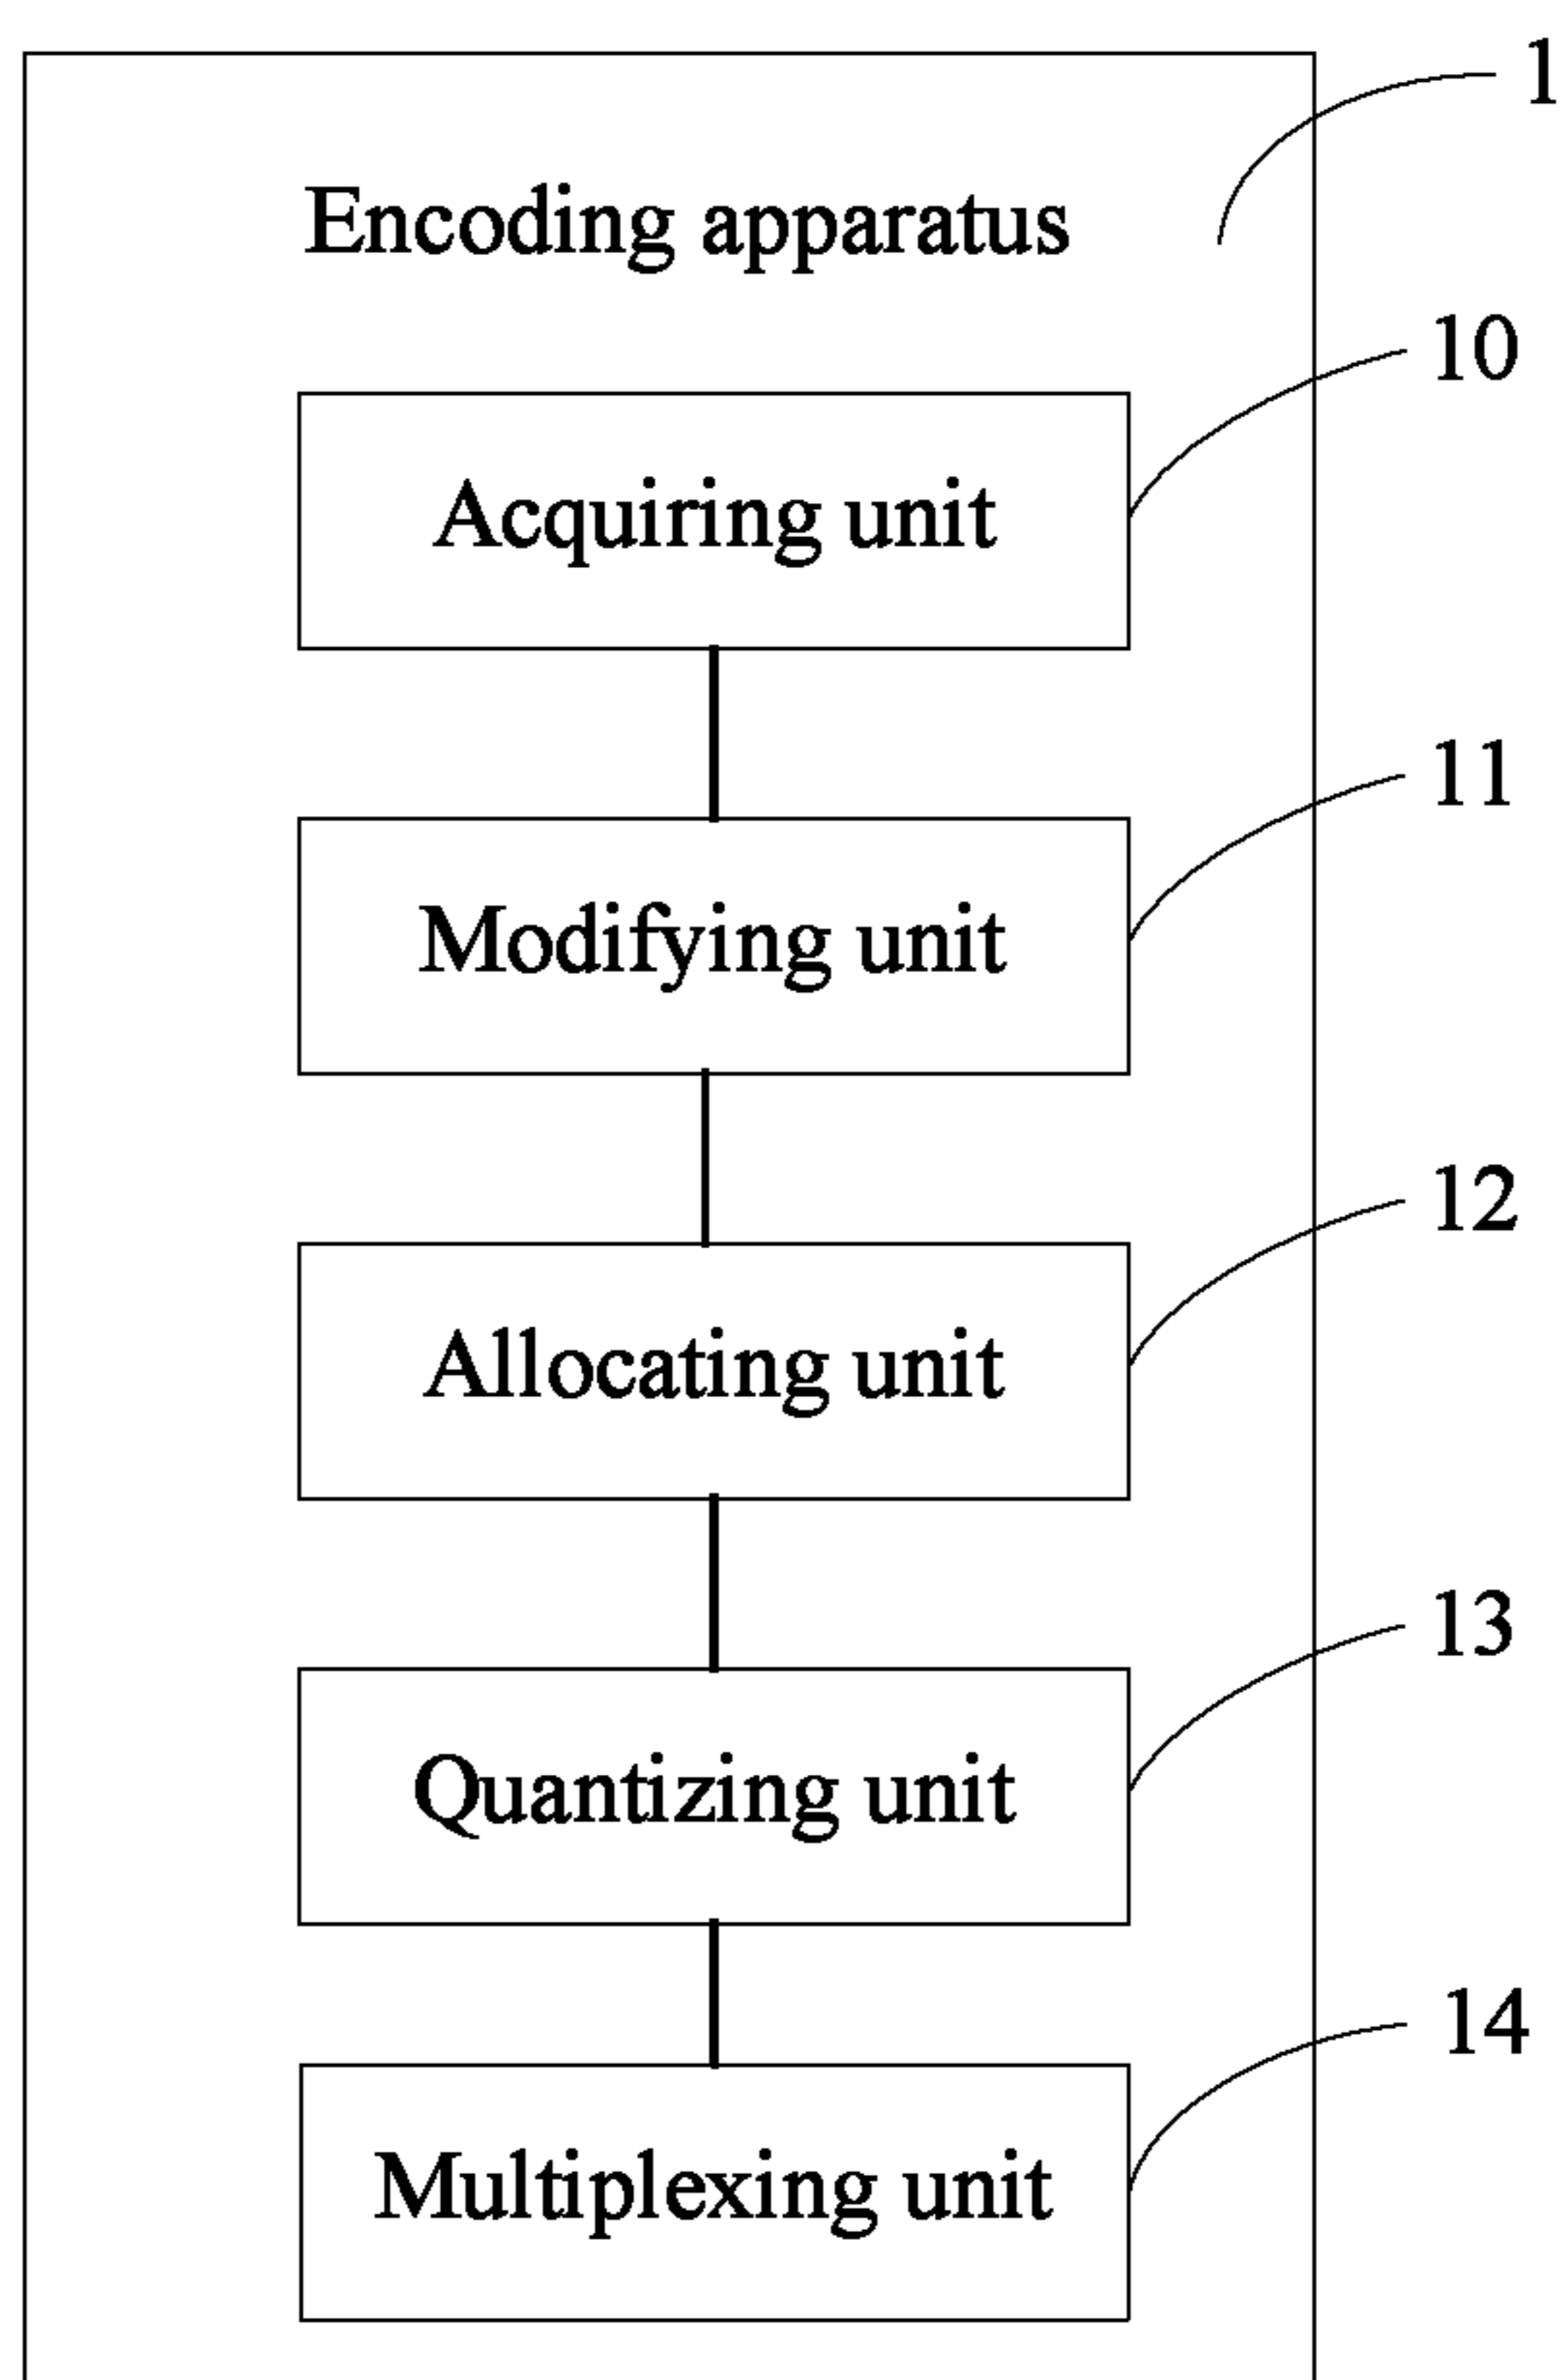 1
Encoding apparatus
10
Acquiring unit
11
Modifying unit
12
Allocating unit
13
Quantizing unit
14
Multiplexing unit